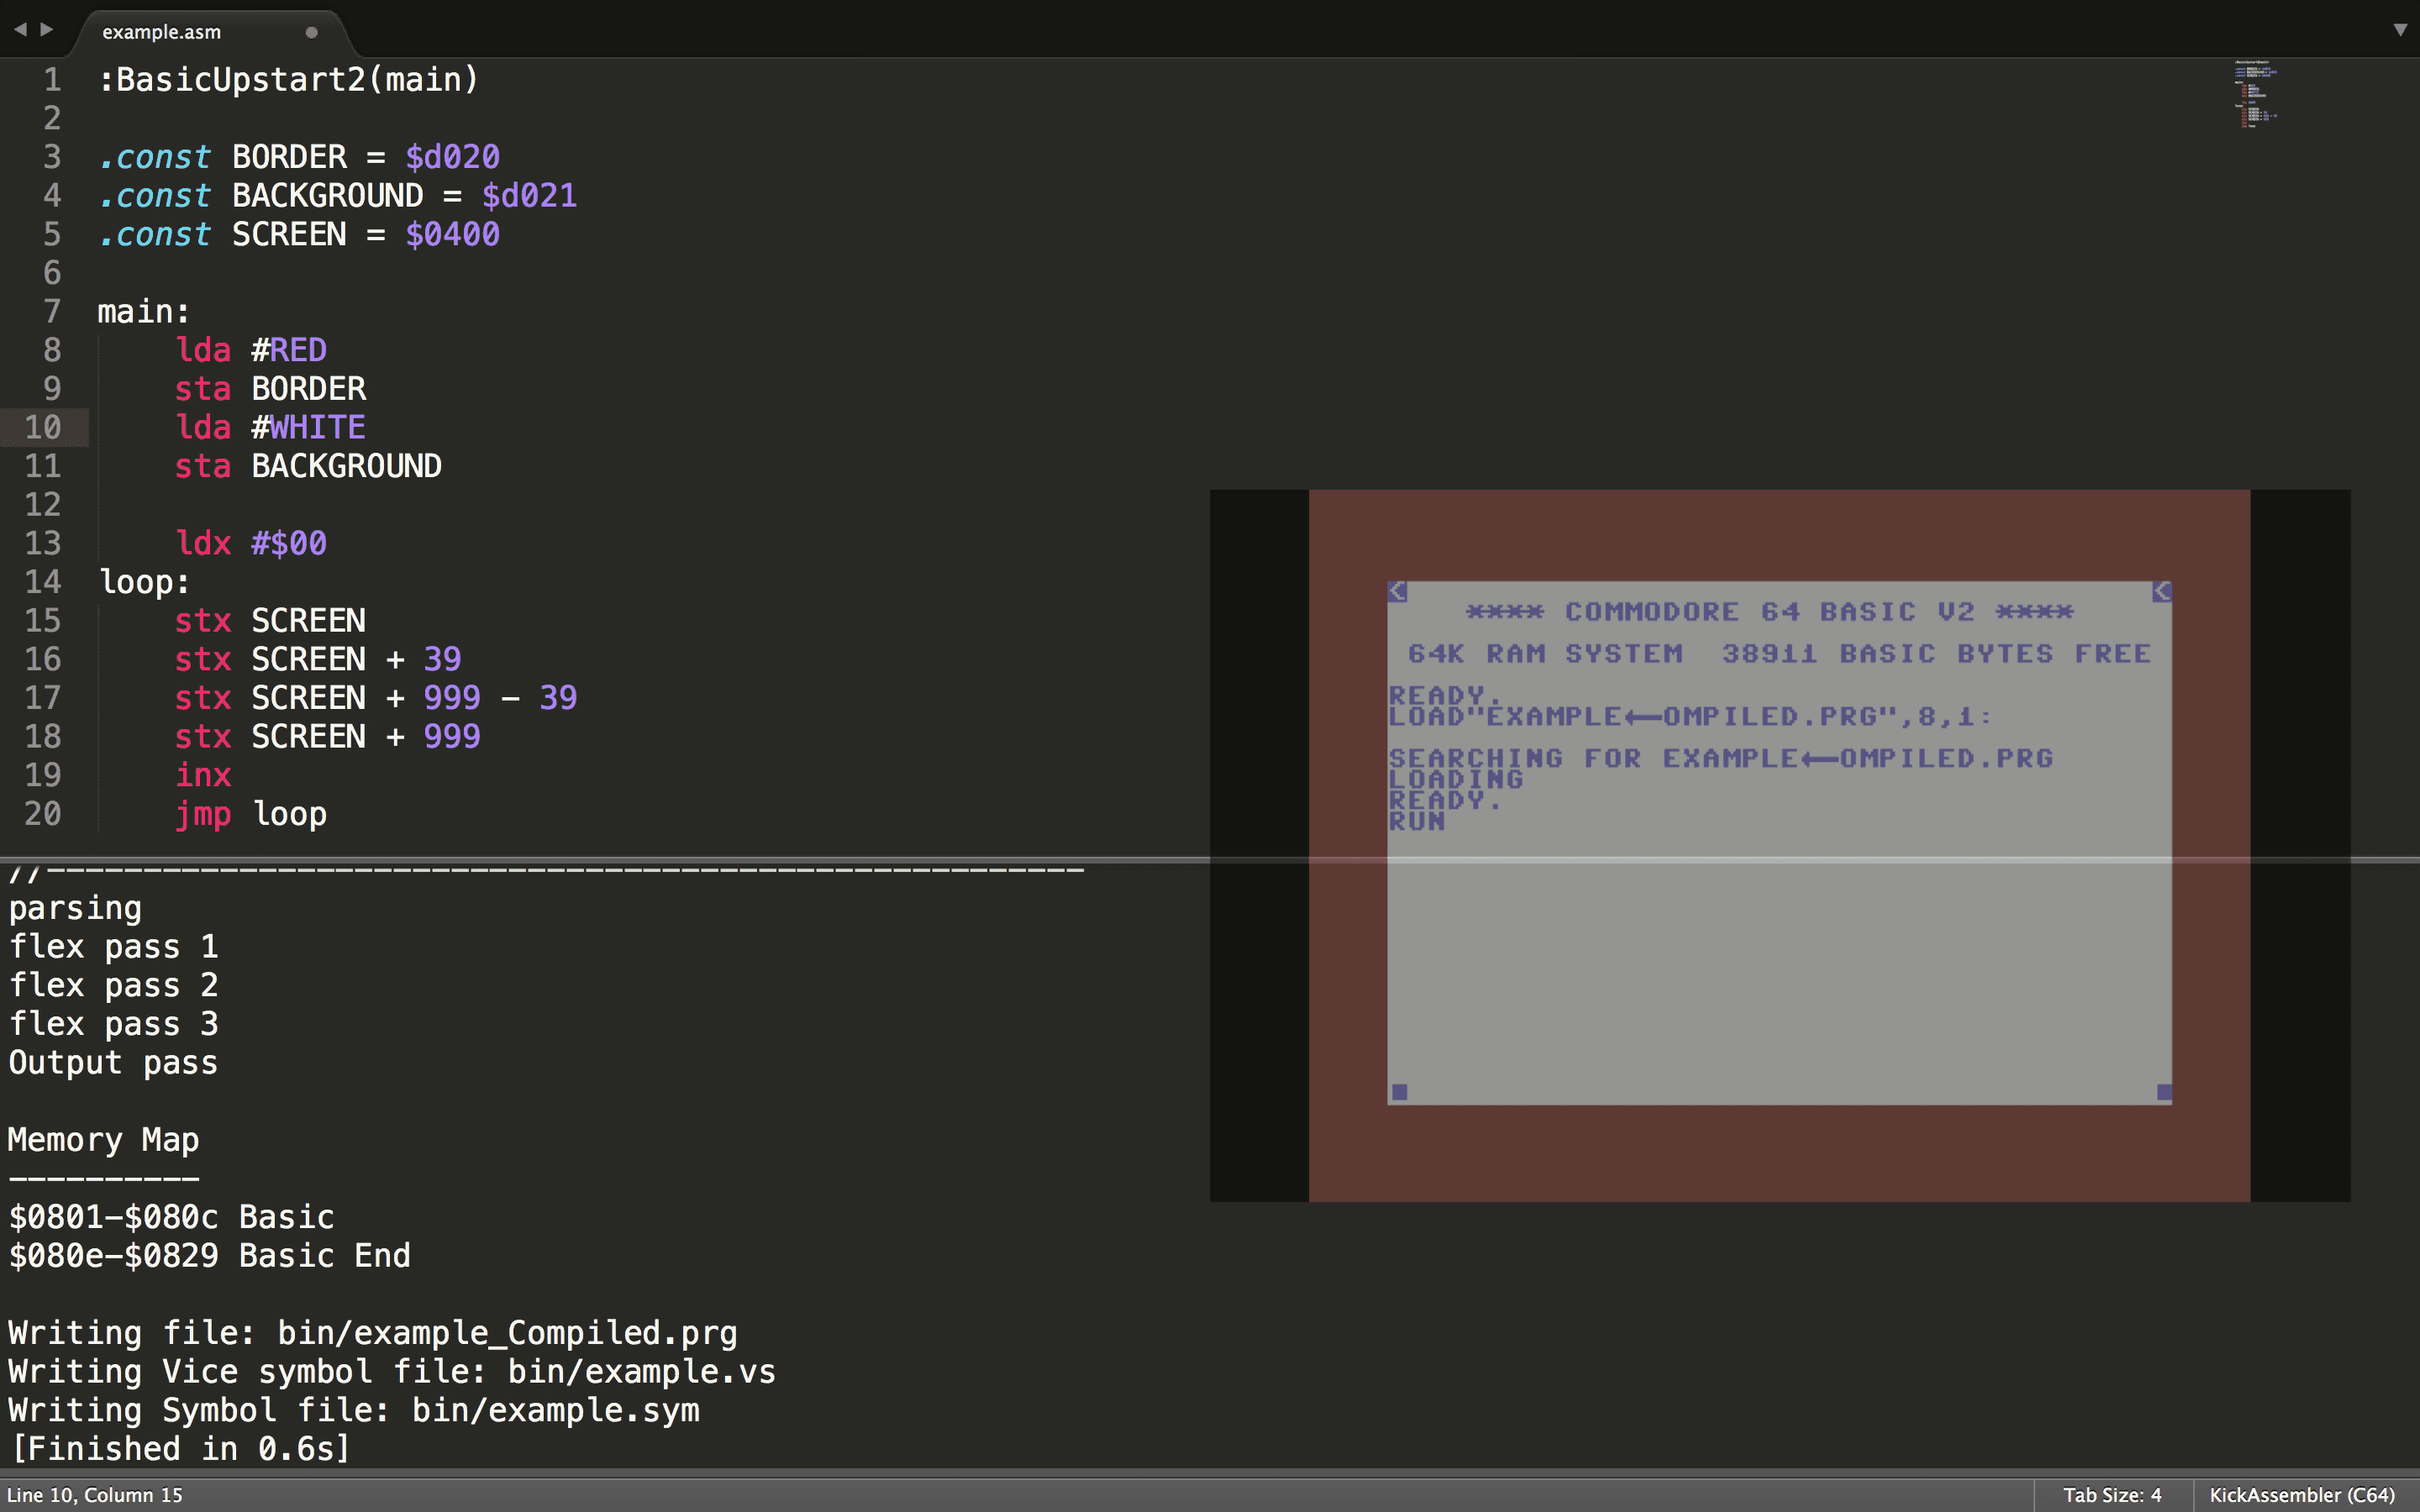 example.asm
1 :BasicUpstart2(main)
2
3 .const BORDER = $d020
4 .const BACKGROUND = $d021
5 .const SCREEN = $0400
6
7 main:
8 lda #RED
9 sta BORDER
10 lda #WHITE
11 sta BACKGROUND
12
13 ldx #$00
14 loop:
15 stx SCREEN
16 stx SCREEN + 39
17 stx SCREEN + 999 - 39
18 stx SCREEN + 999
19 inx
20 jmp loop
//------------------------------------------------------
parsing
flex pass 1
flex pass 2
flex pass 3
Output pass
Memory Map
----------
$0801-$080c Basic
$080e-$0829 Basic End
Writing file: bin/example_Compiled.prg
Writing Vice symbol file: bin/example.vs
Writing Symbol file: bin/example.sym
[Finished in 0.6s]
**** COMMODORE 64 BASIC V2 ****
64K RAM SYSTEM 38911 BASIC BYTES FREE
READY.
LOAD"EXAMPLE←OMPILED.PRG",8,1:
SEARCHING FOR EXAMPLE←OMPILED.PRG
LOADING
READY.
RUN
Line 10, Column 15
Tab Size: 4
KickAssembler (C64)